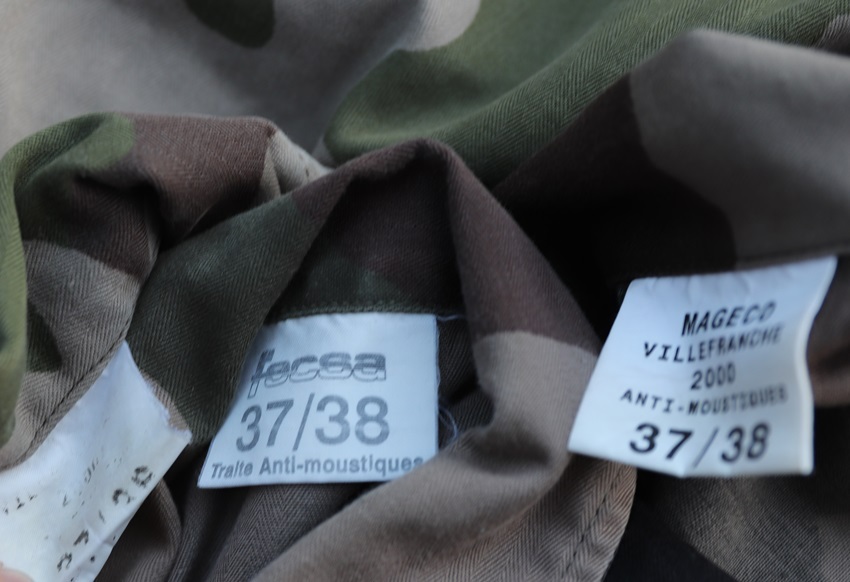 fecsa
37/38
Traite Anti-moustiques
MAGECO
VILLEFRANCHE
2000
ANTI-MOUSTIQUES
37/38